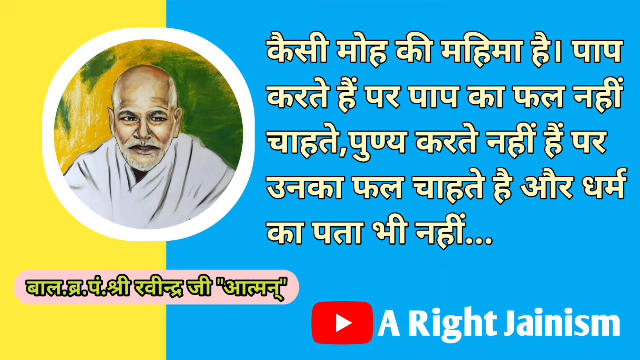 कैसी मोह की महिमा है। पाप
करते हैं पर पाप का फल नहीं
चाहते,पुण्य करते नहीं हैं पर
उनका फल चाहते है और धर्म
का पता भी नहीं...
बाल.ब्र.पं.श्री रवीन्द्र जी "आत्मन्"
A Right Jainism